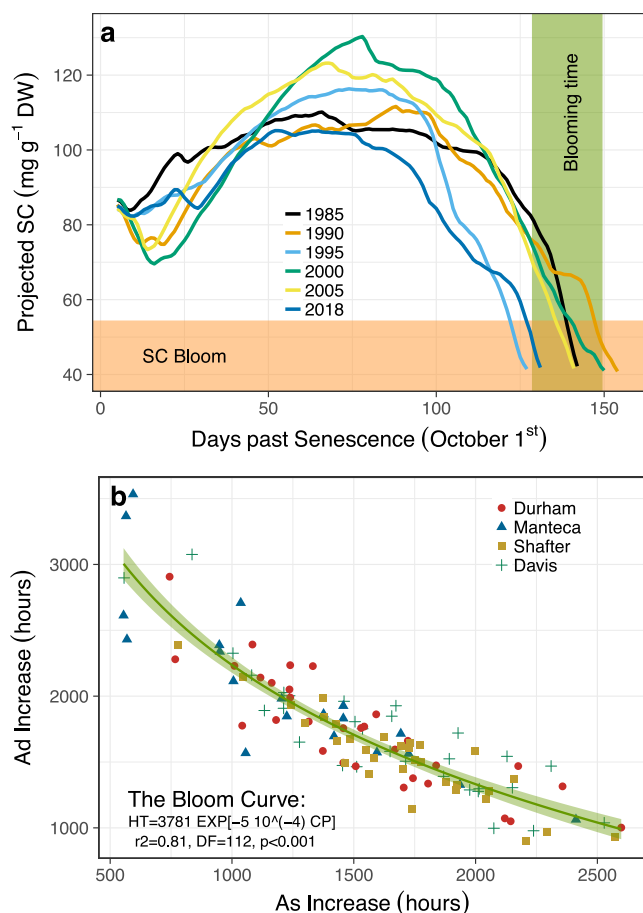 a
Projected SC (mg g⁻¹ DW)
120
100
80
60
40
Blooming time
1985
1990
1995
2000
2005
2018
SC Bloom
0
50
100
150
Days past Senescence (October 1ˢᵗ)
b
Ad Increase (hours)
3000
2000
1000
Durham
Manteca
Shafter
Davis
The Bloom Curve:
HT=3781 EXP[−5 10^(−4) CP]
r2=0.81, DF=112, p<0.001
500
1000
1500
2000
2500
As Increase (hours)